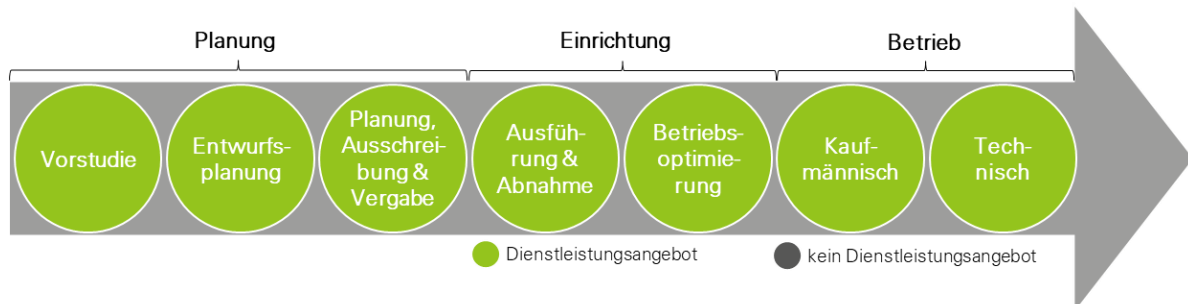 Planung
Einrichtung
Betrieb
Vorstudie
Entwurfs-
planung
Planung,
Ausschrei-
bung &
Vergabe
Ausfüh-
rung &
Abnahme
Betriebs-
optimie-
rung
Kauf-
männisch
Tech-
nisch
Dienstleistungsangebot
kein Dienstleistungsangebot